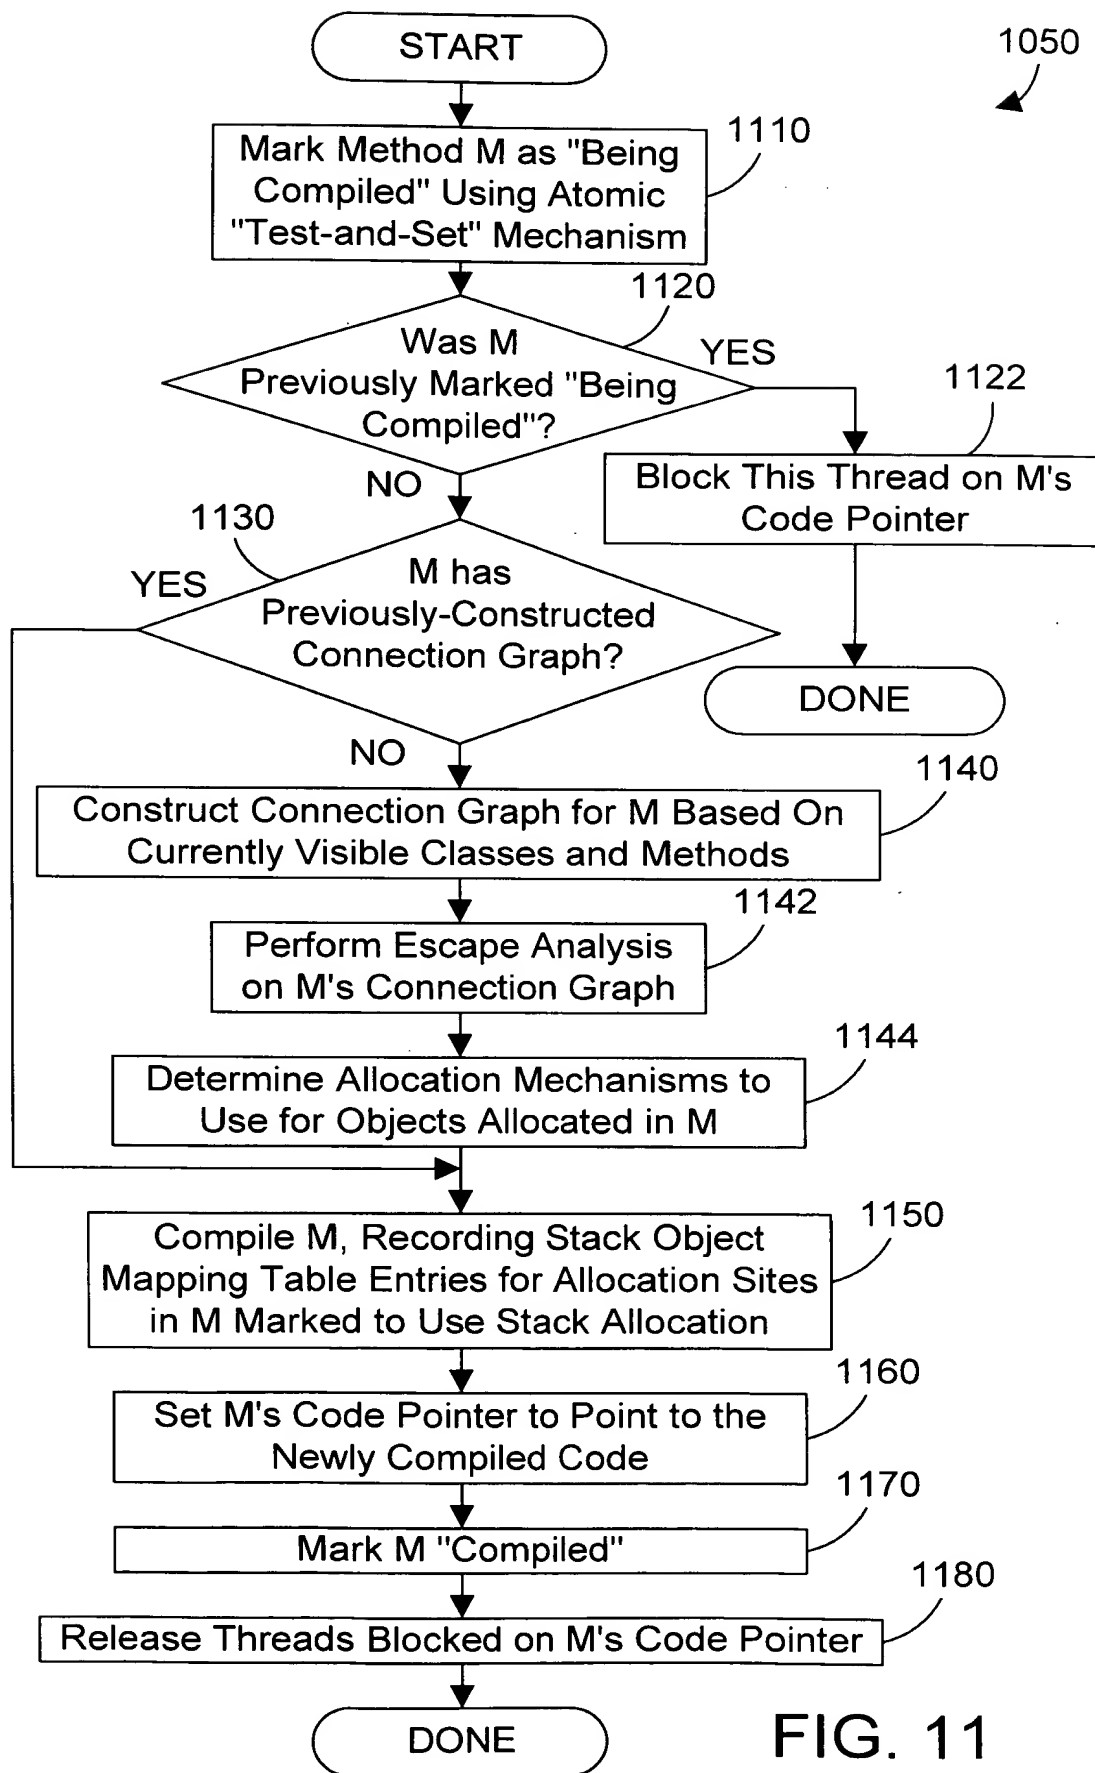 START
1050
1110
Mark Method M as "Being
Compiled" Using Atomic
"Test-and-Set" Mechanism
1120
Was M
Previously Marked "Being
Compiled"?
YES
1122
Block This Thread on M's
Code Pointer
DONE
NO
1130
YES
M has
Previously-Constructed
Connection Graph?
NO
1140
Construct Connection Graph for M Based On
Currently Visible Classes and Methods
1142
Perform Escape Analysis
on M's Connection Graph
1144
Determine Allocation Mechanisms to
Use for Objects Allocated in M
1150
Compile M, Recording Stack Object
Mapping Table Entries for Allocation Sites
in M Marked to Use Stack Allocation
1160
Set M's Code Pointer to Point to the
Newly Compiled Code
1170
Mark M "Compiled"
1180
Release Threads Blocked on M's Code Pointer
DONE
FIG. 11